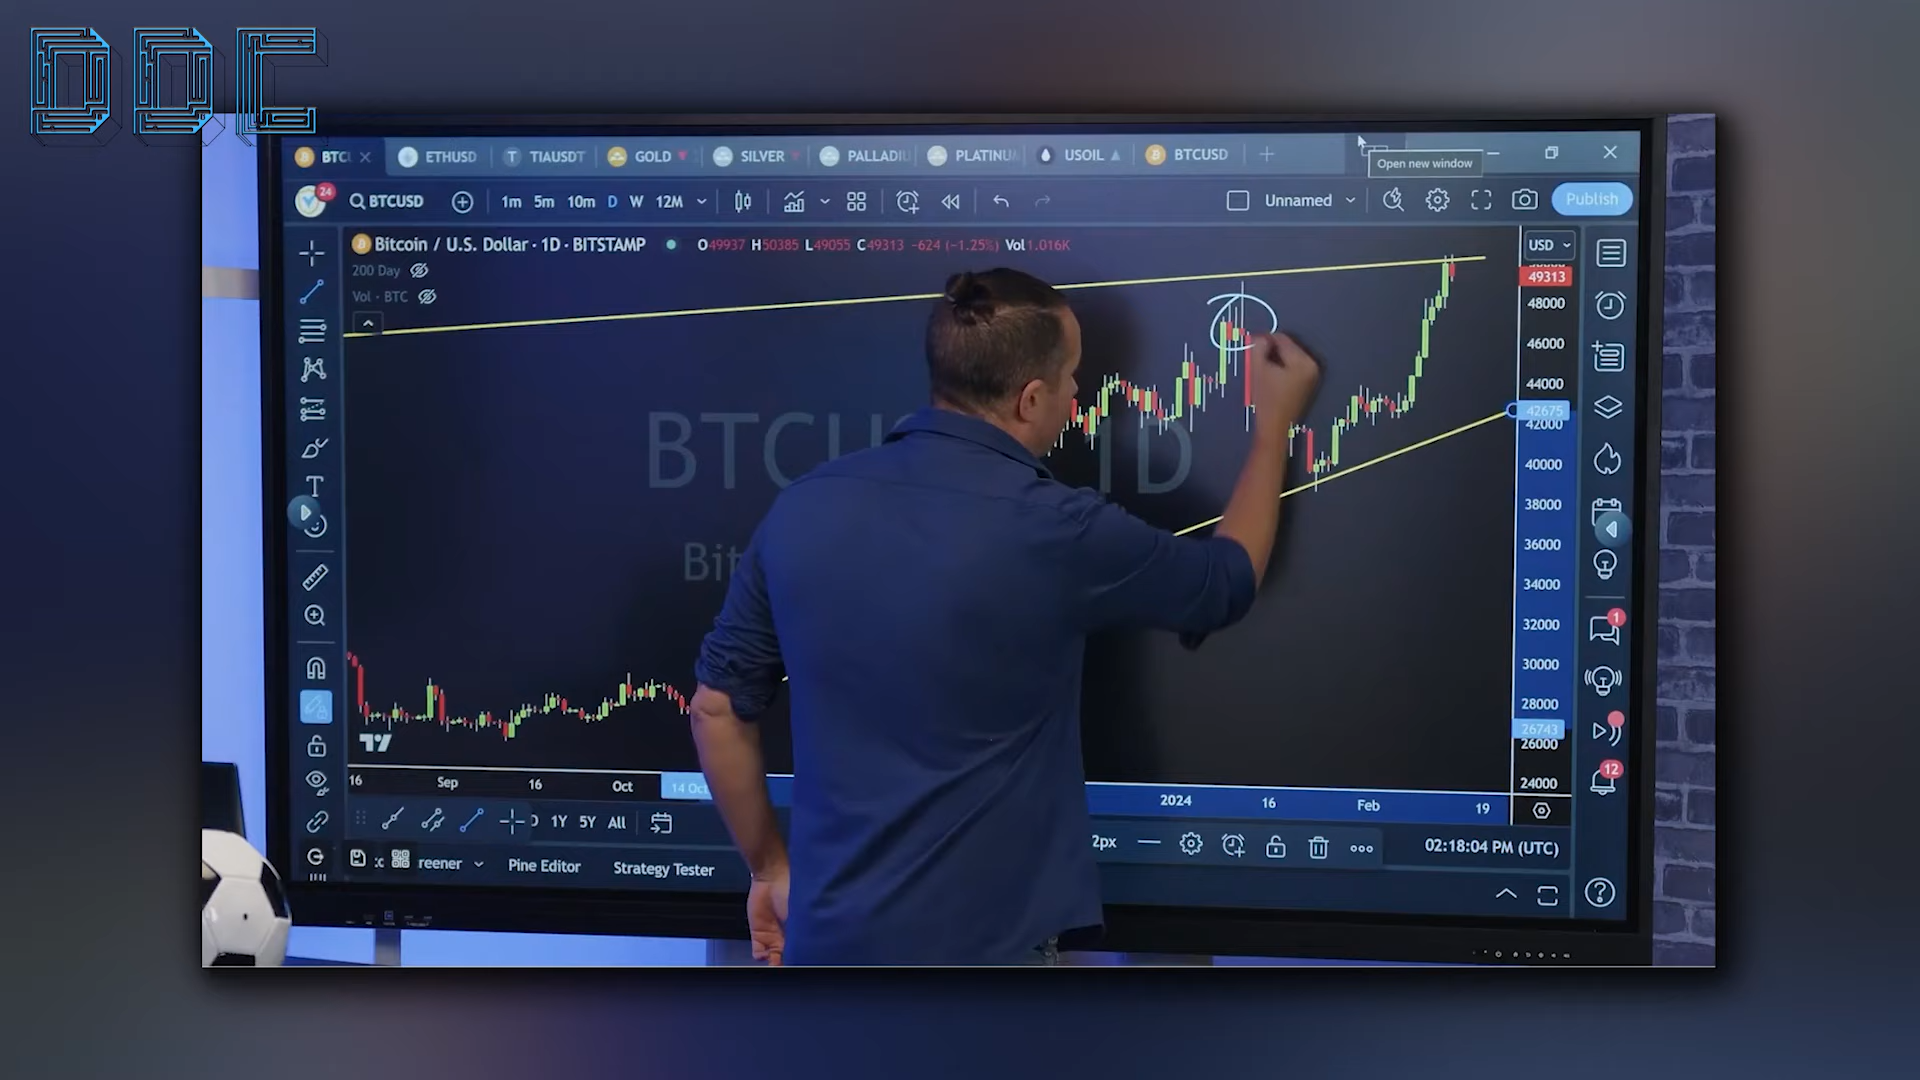 DDC
BTC ETHUSD TIAUSDT GOLD SILVER PALLADIU PLATINUM USOIL BTCUSD
Open new window
24 BTCUSD 1m 5m 10m D W 12M Unnamed Publish
Bitcoin / U.S. Dollar · 1D · BITSTAMP O49937 H50385 L49055 C49313 -624 (-1.25%) Vol1.016K
USD
200 Day
Vol · BTC
49313
48000
46000
44000
42675
42000
40000
38000
36000
34000
32000
30000
28000
26743
26000
24000
BTCU 1D
Bit
1
12
16 Sep 16 Oct 14 Oct 2024 16 Feb 19
1Y 5Y All
2px
02:18:04 PM (UTC)
reener Pine Editor Strategy Tester